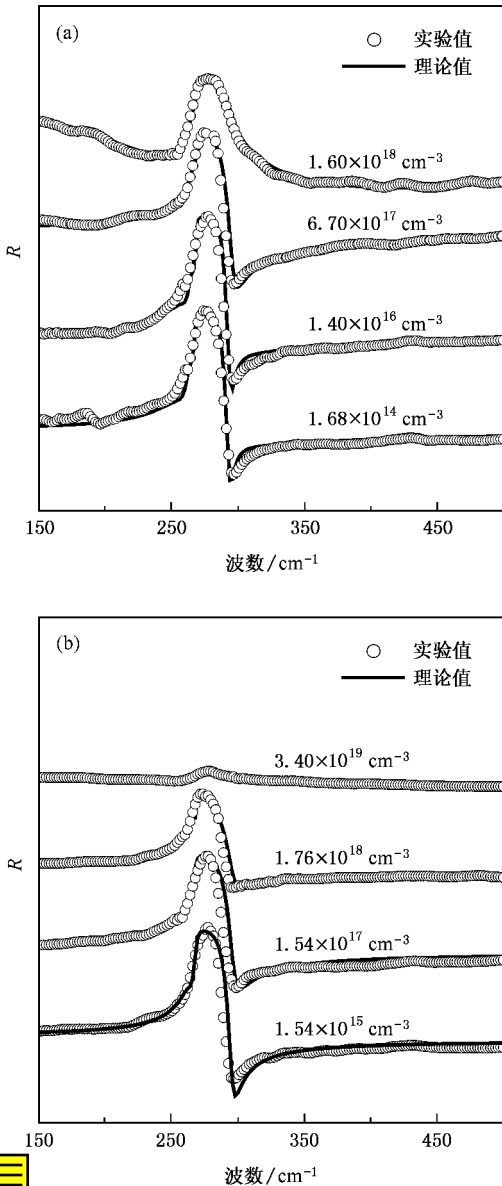 (a)
○ 实验值
理论值
1.60×10¹⁸ cm⁻³
6.70×10¹⁷ cm⁻³
1.40×10¹⁶ cm⁻³
1.68×10¹⁴ cm⁻³
R
150 250 350 450
波数/cm⁻¹
(b)
○ 实验值
理论值
3.40×10¹⁹ cm⁻³
1.76×10¹⁸ cm⁻³
1.54×10¹⁷ cm⁻³
1.54×10¹⁵ cm⁻³
R
150 250 350 450
波数/cm⁻¹